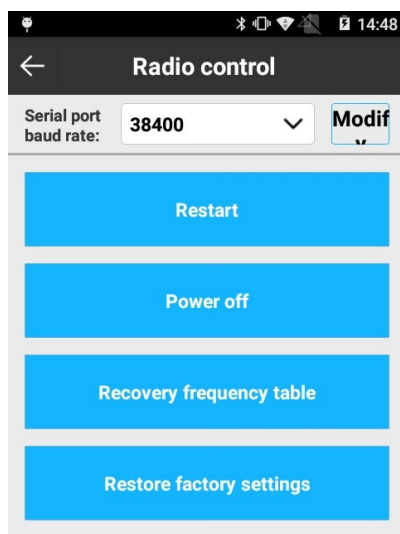 14:48
Radio control
Serial port
baud rate:
38400
Modif
y
Restart
Power off
Recovery frequency table
Restore factory settings